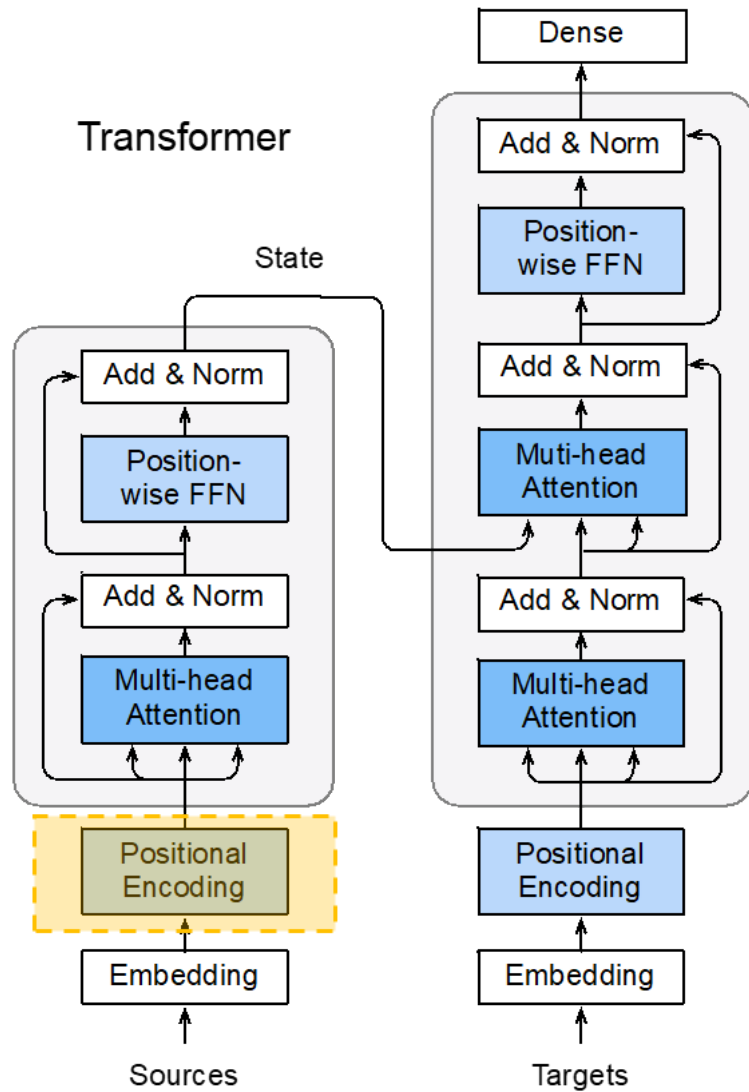 Transformer
State
Add & Norm
Position-
wise FFN
Add & Norm
Multi-head
Attention
Positional
Encoding
Embedding
Sources
Dense
Add & Norm
Position-
wise FFN
Add & Norm
Muti-head
Attention
Add & Norm
Multi-head
Attention
Positional
Encoding
Embedding
Targets